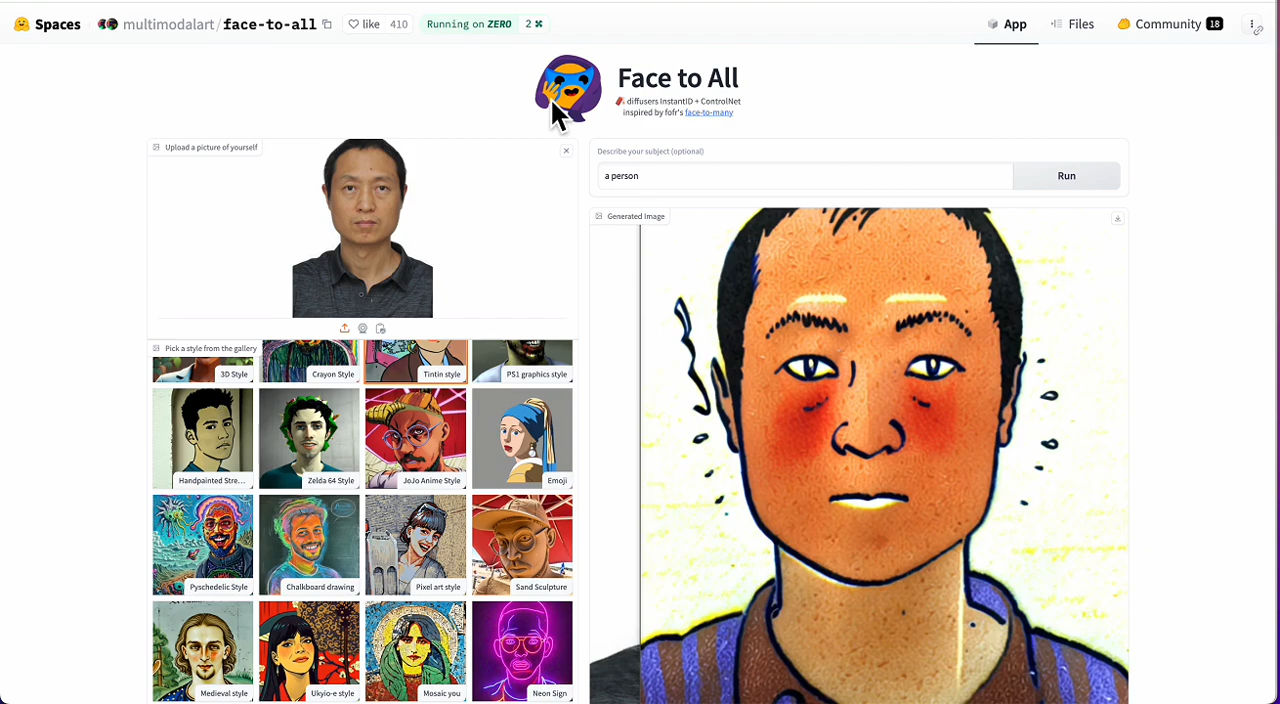 Spaces
multimodalart/face-to-all
like 410
Running on ZERO 2
App
Files
Community 18
Face to All
diffusers InstantID + ControlNet
inspired by fofr's face-to-many
Upload a picture of yourself
Describe your subject (optional)
a person
Run
Generated Image
Pick a style from the gallery
3D Style
Crayon Style
Tintin style
PS1 graphics style
Handpainted Stre...
Zelda 64 Style
JoJo Anime Style
Emoji
Pyschedelic Style
Chalkboard drawing
Pixel art style
Sand Sculpture
Medieval style
Ukyio-e style
Mosaic you
Neon Sign